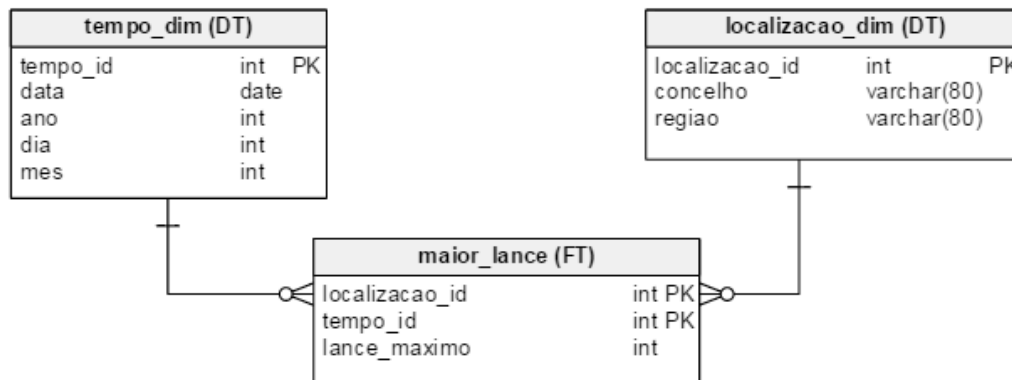 tempo_dim (DT)
tempo_id int PK
data date
ano int
dia int
mes int
localizacao_dim (DT)
localizacao_id int PK
concelho varchar(80)
regiao varchar(80)
maior_lance (FT)
localizacao_id int PK
tempo_id int PK
lance_maximo int